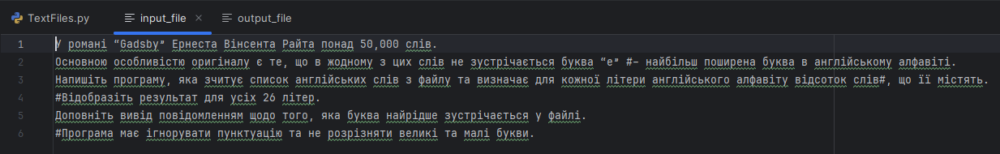 TextFiles.py input_file output_file
1 У романі “Gadsby” Ернеста Вінсента Райта понад 50,000 слів.
2 Основною особливістю оригіналу є те, що в жодному з цих слів не зустрічається буква “e” #– найбільш поширена буква в англійському алфавіті.
3 Напишіть програму, яка зчитує список англійських слів з файлу та визначає для кожної літери англійського алфавіту відсоток слів#, що її містять.
4 #Відобразіть результат для усіх 26 літер.
5 Доповніть вивід повідомленням щодо того, яка буква найрідше зустрічається у файлі.
6 #Програма має ігнорувати пунктуацію та не розрізняти великі та малі букви.